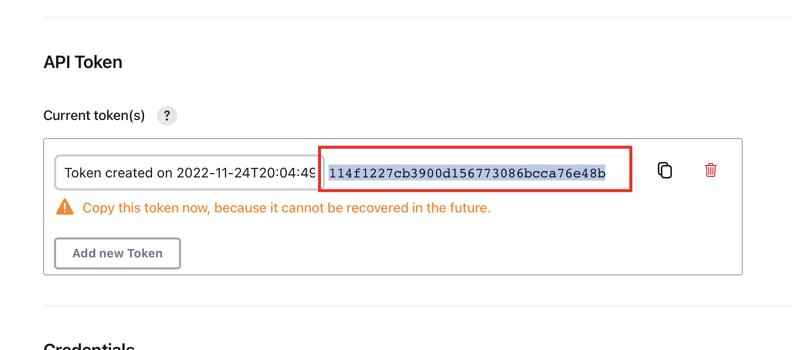 API Token
Current token(s) ?
Token created on 2022-11-24T20:04:49 114f1227cb3900d156773086bcca76e48b
Copy this token now, because it cannot be recovered in the future.
Add new Token
Credentials